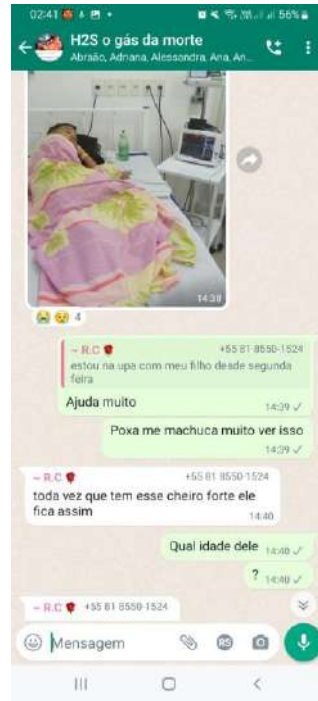 02:41
56%
H2S o gás da morte
Abraão, Adriana, Alessandra, Ana, An...
14:38
4
~ R.C +55 81 8550-1524
estou na upa com meu filho desde segunda
feira
Ajuda muito
14:39
Poxa me machuca muito ver isso
14:39
~ R.C +55 81 8550-1524
toda vez que tem esse cheiro forte ele
fica assim
14:40
Qual idade dele 14:40
? 14:40
~ R.C +55 81 8550-1524
Mensagem